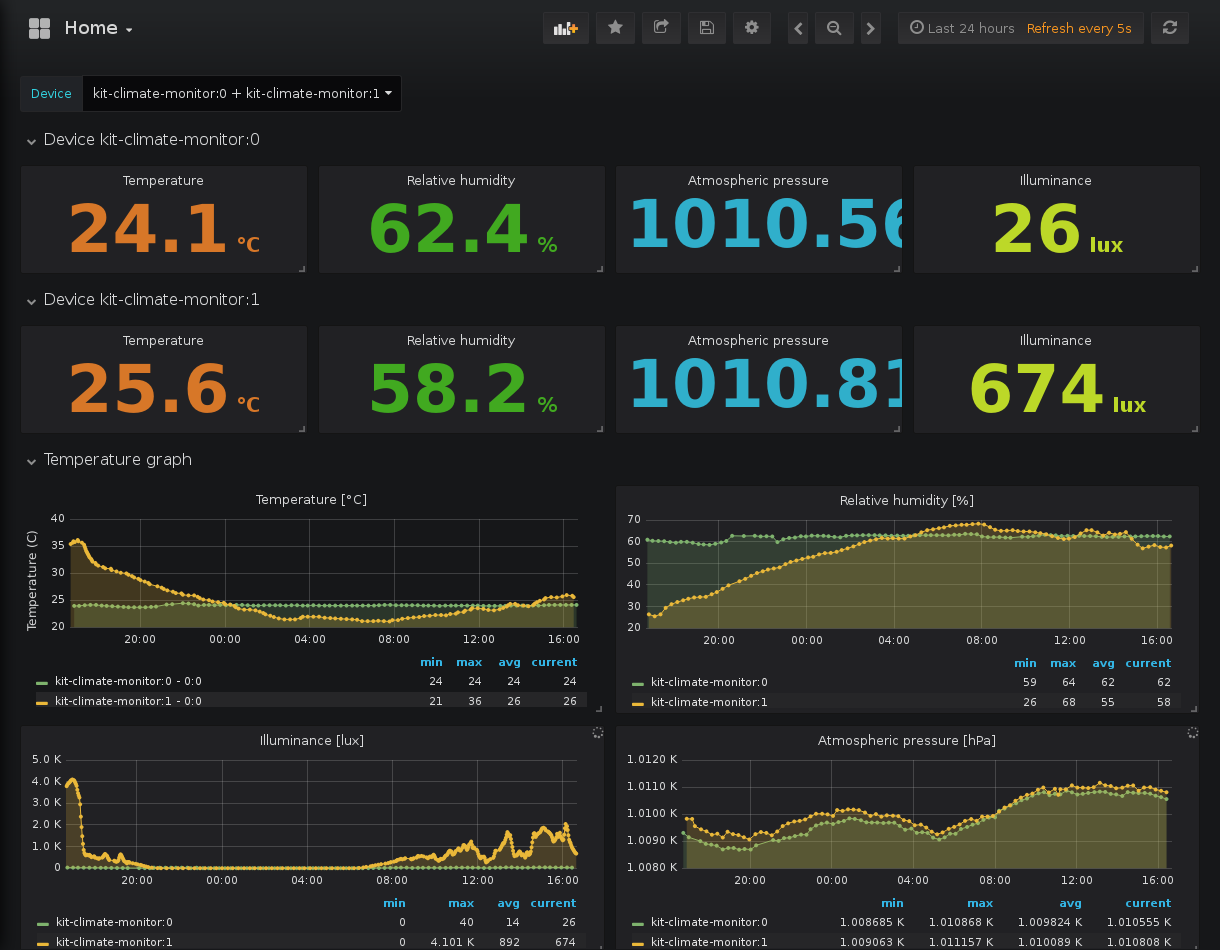 Home
Last 24 hours Refresh every 5s
Device kit-climate-monitor:0 + kit-climate-monitor:1
Device kit-climate-monitor:0
Temperature Relative humidity Atmospheric pressure Illuminance
24.1 °C 62.4 % 1010.56 26 lux
Device kit-climate-monitor:1
Temperature Relative humidity Atmospheric pressure Illuminance
25.6 °C 58.2 % 1010.81 674 lux
Temperature graph
Temperature [°C]
Temperature (C)
40
35
30
25
20
20:00 00:00 04:00 08:00 12:00 16:00
min max avg current
kit-climate-monitor:0 - 0:0 24 24 24 24
kit-climate-monitor:1 - 0:0 21 36 26 26
Relative humidity [%]
70
60
50
40
30
20
20:00 00:00 04:00 08:00 12:00 16:00
min max avg current
kit-climate-monitor:0 59 64 62 62
kit-climate-monitor:1 26 68 55 58
Illuminance [lux]
5.0 K
4.0 K
3.0 K
2.0 K
1.0 K
0
20:00 00:00 04:00 08:00 12:00 16:00
min max avg current
kit-climate-monitor:0 0 40 14 26
kit-climate-monitor:1 0 4.101 K 892 674
Atmospheric pressure [hPa]
1.0120 K
1.0110 K
1.0100 K
1.0090 K
1.0080 K
20:00 00:00 04:00 08:00 12:00 16:00
min max avg current
kit-climate-monitor:0 1.008685 K 1.010868 K 1.009824 K 1.010555 K
kit-climate-monitor:1 1.009063 K 1.011157 K 1.010089 K 1.010808 K